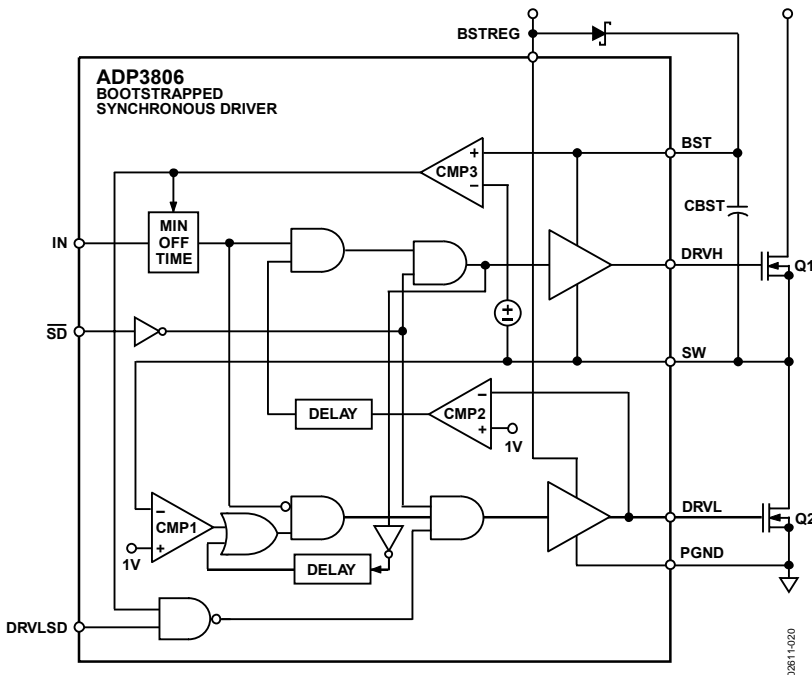 BSTREG
ADP3806
BOOTSTRAPPED
SYNCHRONOUS DRIVER
BST
+
CMP3
−
CBST
IN
MIN
OFF
TIME
DRVH
Q1
±
SD
SW
DELAY
−
CMP2
+
1V
−
CMP1
+
1V
DRVL
Q2
DELAY
PGND
DRVLSD
02611-020